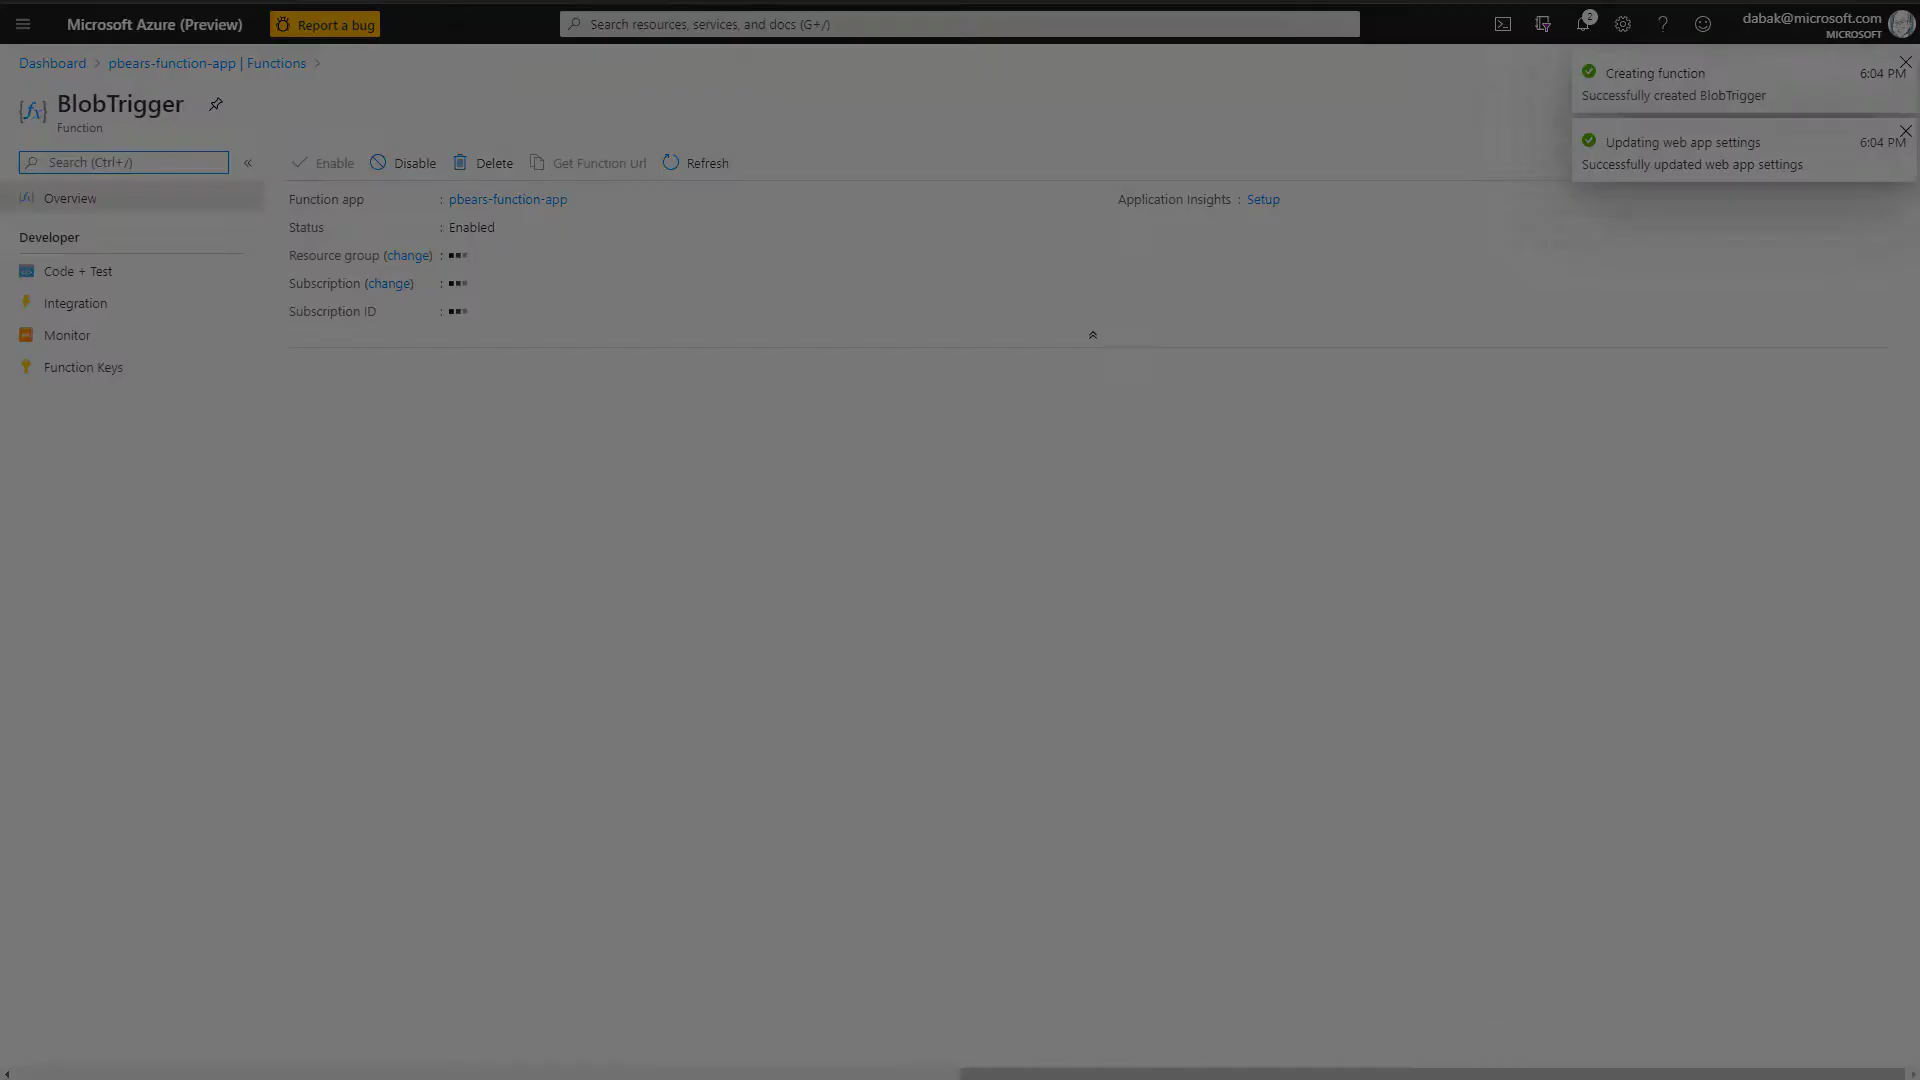 Microsoft Azure (Preview)
Report a bug
Search resources, services, and docs (G+/)
2
dabak@microsoft.com
MICROSOFT
Dashboard > pbears-function-app | Functions >
Creating function 6:04 PM
Successfully created BlobTrigger
Updating web app settings 6:04 PM
Successfully updated web app settings
BlobTrigger
Function
Search (Ctrl+/)
«
Enable Disable Delete Get Function Url Refresh
Overview
Developer
Code + Test
Integration
Monitor
Function Keys
Function app : pbears-function-app
Status : Enabled
Resource group (change) :
Subscription (change) :
Subscription ID :
Application Insights : Setup